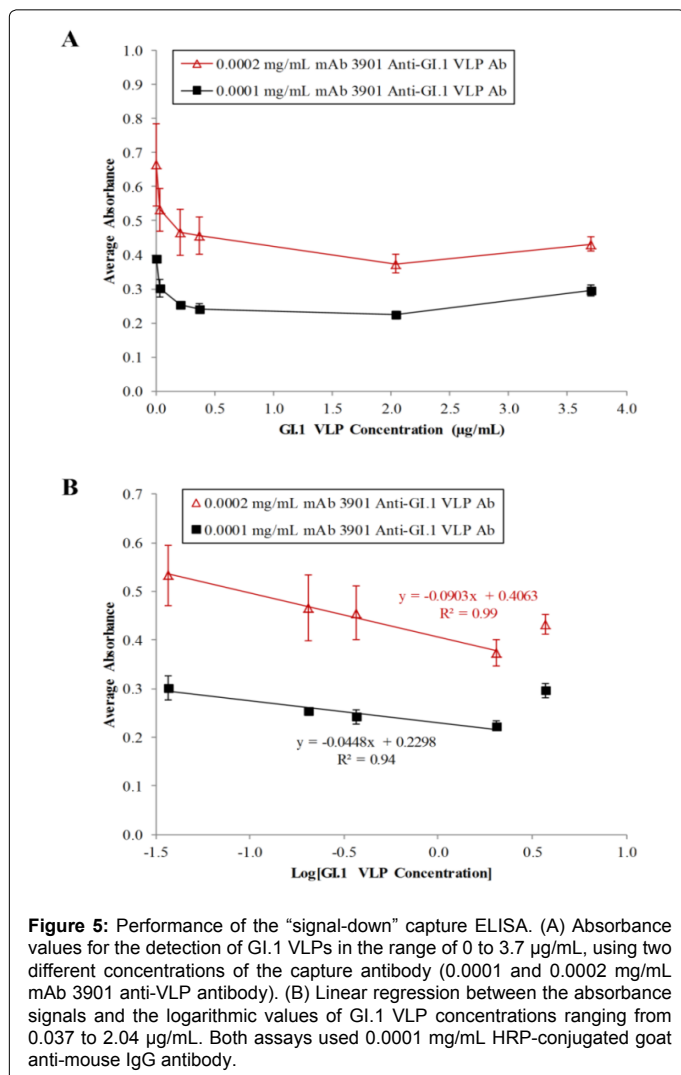 A
1.0
0.9
0.8
0.7
0.6
0.5
0.4
0.3
0.2
0.1
0.0
Average Absorbance
0.0002 mg/mL mAb 3901 Anti-GI.1 VLP Ab
0.0001 mg/mL mAb 3901 Anti-GI.1 VLP Ab
0.0 0.5 1.0 1.5 2.0 2.5 3.0 3.5 4.0
GI.1 VLP Concentration (µg/mL)
B
0.7
0.6
0.5
0.4
0.3
0.2
0.1
0.0
Average Absorbance
0.0002 mg/mL mAb 3901 Anti-GI.1 VLP Ab
0.0001 mg/mL mAb 3901 Anti-GI.1 VLP Ab
y = -0.0903x + 0.4063
R² = 0.99
y = -0.0448x + 0.2298
R² = 0.94
-1.5 -1.0 -0.5 0.0 0.5 1.0
Log[GI.1 VLP Concentration]
Figure 5: Performance of the “signal-down” capture ELISA. (A) Absorbance
values for the detection of GI.1 VLPs in the range of 0 to 3.7 µg/mL, using two
different concentrations of the capture antibody (0.0001 and 0.0002 mg/mL
mAb 3901 anti-VLP antibody). (B) Linear regression between the absorbance
signals and the logarithmic values of GI.1 VLP concentrations ranging from
0.037 to 2.04 µg/mL. Both assays used 0.0001 mg/mL HRP-conjugated goat
anti-mouse IgG antibody.